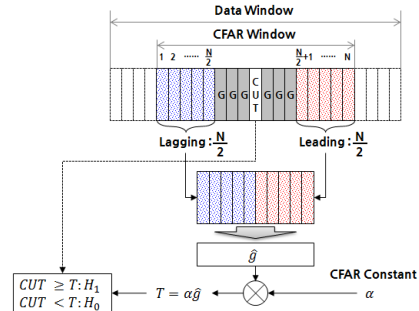 Data Window
CFAR Window
1 2 ······ N/2 N/2+1 ······ N
G G G CUT G G G
Lagging : N/2 Leading : N/2
ĝ
CFAR Constant
CUT ≥ T: H₁
CUT < T: H₀
T = αĝ
α